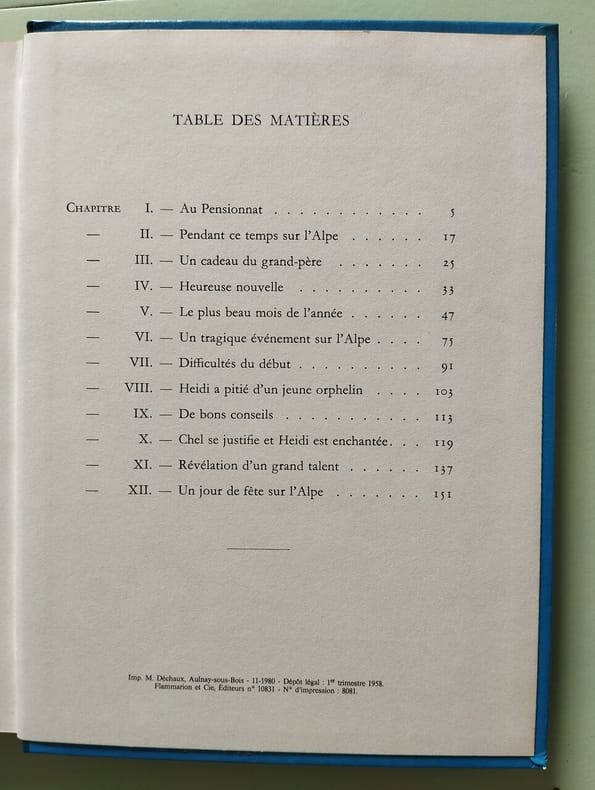 TABLE DES MATIÈRES
CHAPITRE I. — Au Pensionnat . . . . . . . . . . . . 5
— II. — Pendant ce temps sur l'Alpe . . . . . . 17
— III. — Un cadeau du grand-père . . . . . . . 25
— IV. — Heureuse nouvelle . . . . . . . . . . 33
— V. — Le plus beau mois de l'année . . . . . . 47
— VI. — Un tragique événement sur l'Alpe . . . . 75
— VII. — Difficultés du début . . . . . . . . . . 91
— VIII. — Heidi a pitié d'un jeune orphelin . . . . 103
— IX. — De bons conseils . . . . . . . . . . . 113
— X. — Chel se justifie et Heidi est enchantée. . . 119
— XI. — Révélation d'un grand talent . . . . . . 137
— XII. — Un jour de fête sur l'Alpe . . . . . . . 151
Imp. M. Déchaux, Aulnay-sous-Bois - 11-1980 - Dépôt légal : 1er trimestre 1958.
Flammarion et Cie, Éditeurs n° 10831 - N° d'impression : 8081.